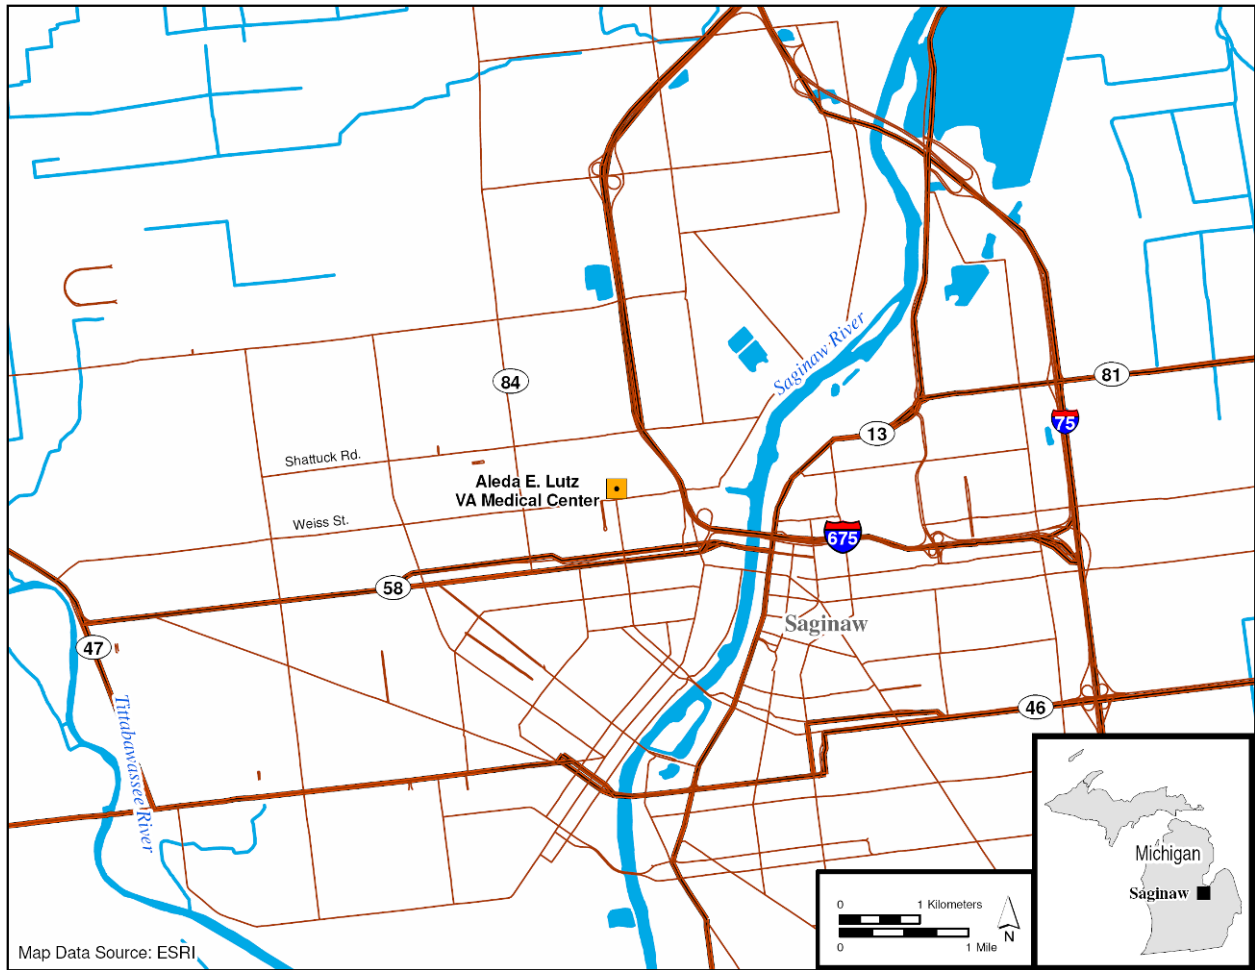 Saginaw River
84
81
75
13
Shattuck Rd.
Aleda E. Lutz
VA Medical Center
Weiss St.
675
58
Saginaw
47
46
Tittabawassee River
Michigan
Saginaw
0 1 Kilometers
0 1 Mile
N
Map Data Source: ESRI